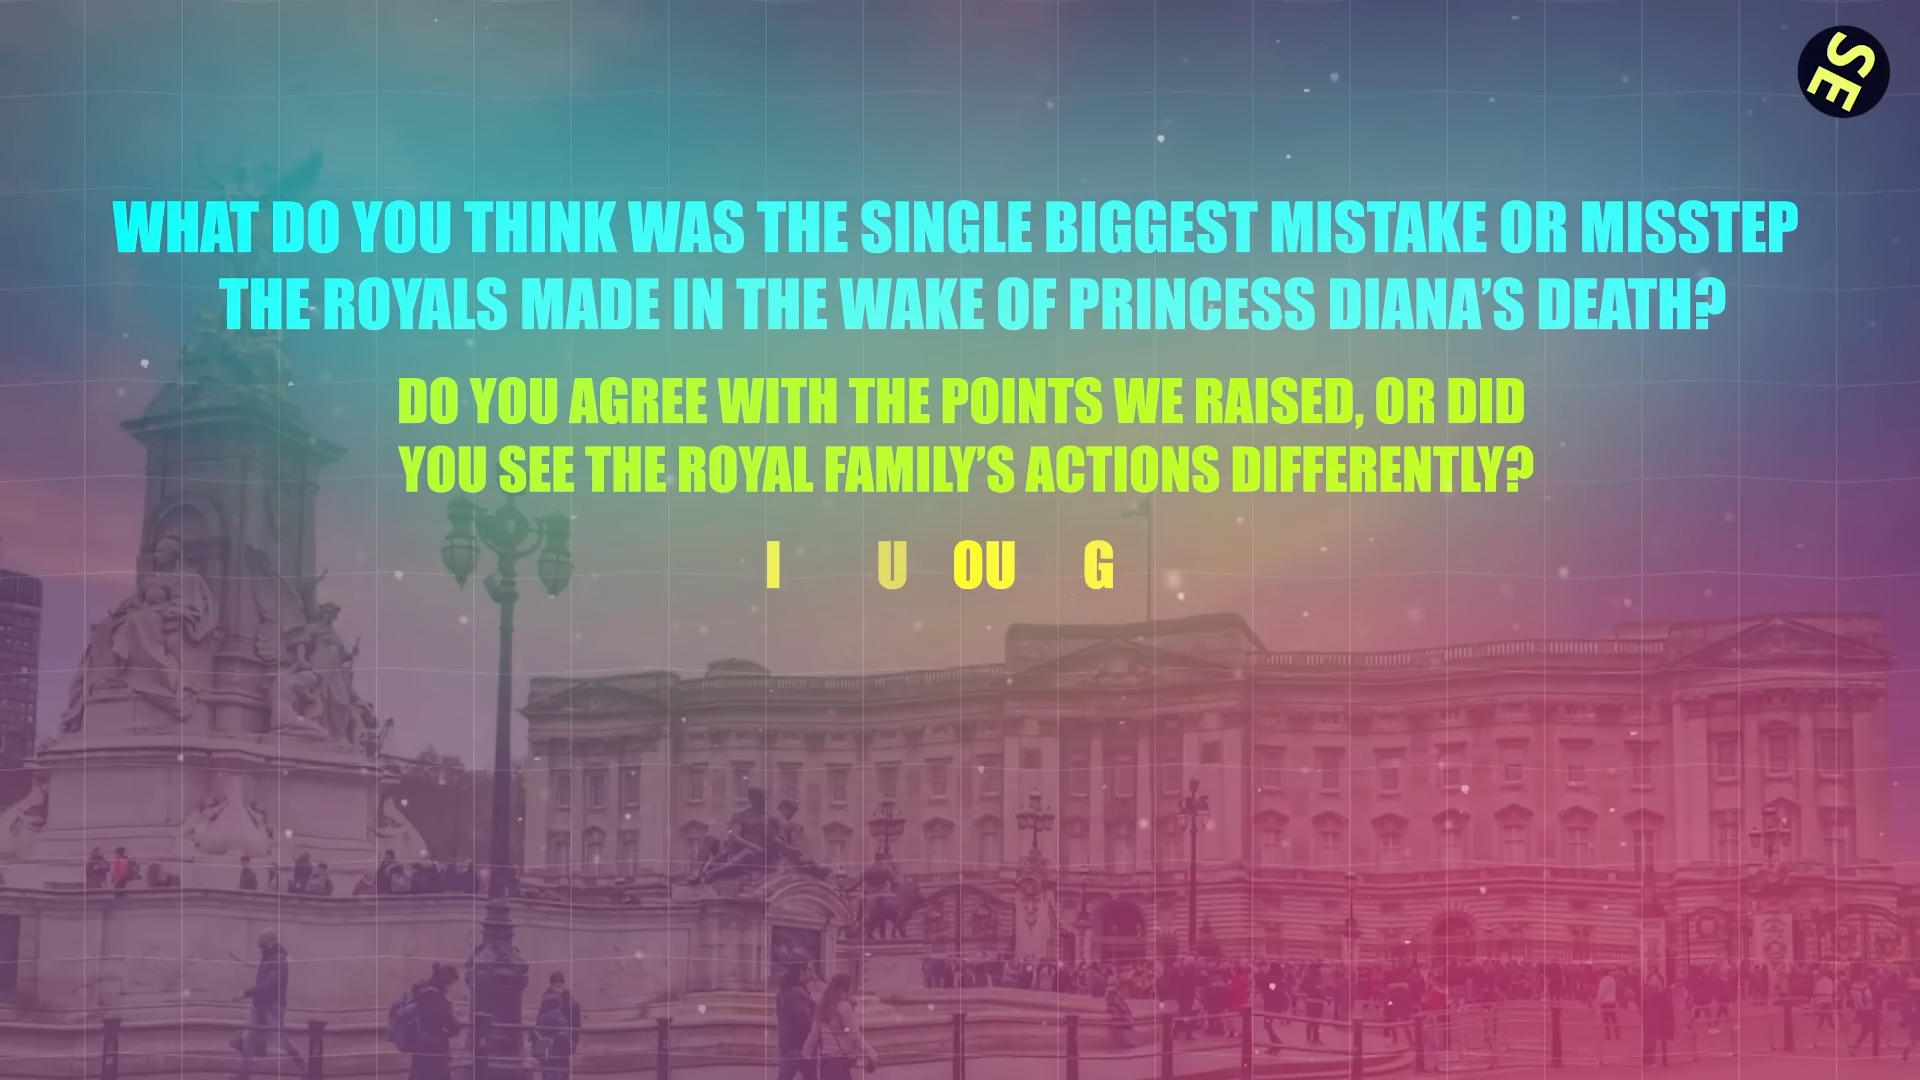 SE
WHAT DO YOU THINK WAS THE SINGLE BIGGEST MISTAKE OR MISSTEP
THE ROYALS MADE IN THE WAKE OF PRINCESS DIANA’S DEATH?
DO YOU AGREE WITH THE POINTS WE RAISED, OR DID
YOU SEE THE ROYAL FAMILY’S ACTIONS DIFFERENTLY?
I U OU G